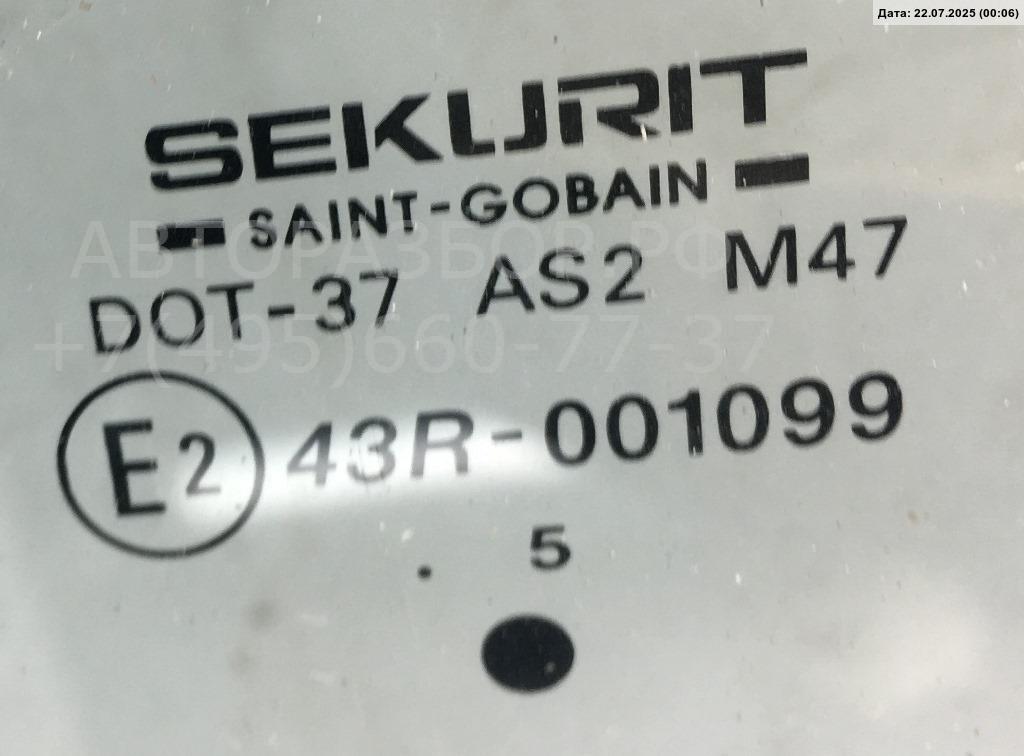 Дата: 22.07.2025 (00:06)
SEKURIT
SAINT-GOBAIN
АВТОРАЗБОР.РФ
DOT-37 AS2 M47
+7(495)660-77-37
E2 43R-001099
. 5